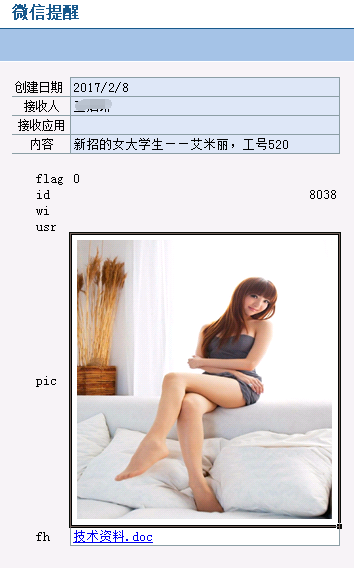 微信提醒
创建日期 2017/2/8
接收人
接收应用
内容 新招的女大学生－－艾米丽，工号520
flag 0
id 8038
wi
usr
pic
fh 技术资料.doc